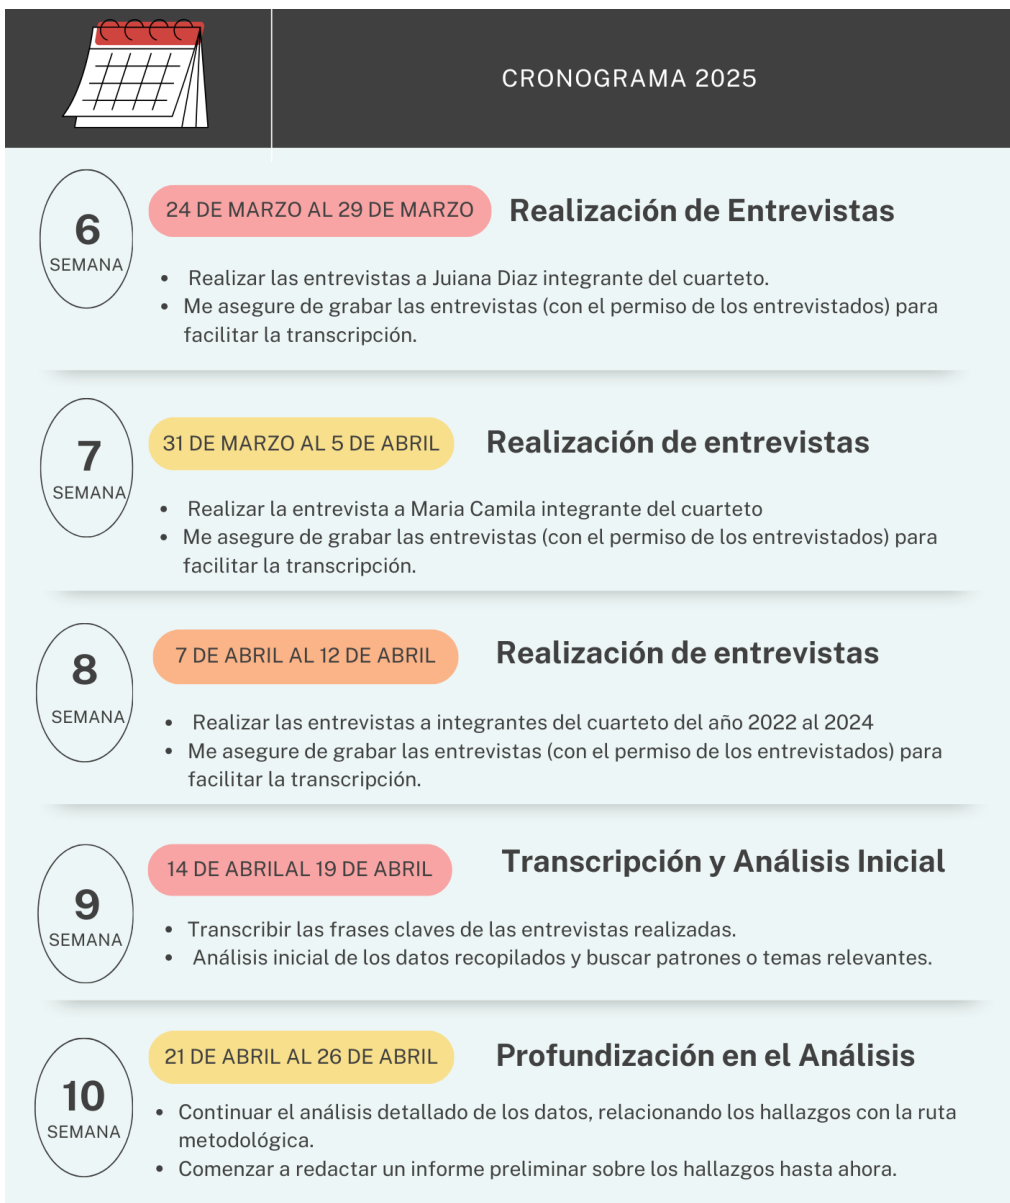 CRONOGRAMA 2025
6
SEMANA
24 DE MARZO AL 29 DE MARZO
Realización de Entrevistas
• Realizar las entrevistas a Juiana Diaz integrante del cuarteto.
• Me asegure de grabar las entrevistas (con el permiso de los entrevistados) para
facilitar la transcripción.
7
SEMANA
31 DE MARZO AL 5 DE ABRIL
Realización de entrevistas
• Realizar la entrevista a Maria Camila integrante del cuarteto
• Me asegure de grabar las entrevistas (con el permiso de los entrevistados) para
facilitar la transcripción.
8
SEMANA
7 DE ABRIL AL 12 DE ABRIL
Realización de entrevistas
• Realizar las entrevistas a integrantes del cuarteto del año 2022 al 2024
• Me asegure de grabar las entrevistas (con el permiso de los entrevistados) para
facilitar la transcripción.
9
SEMANA
14 DE ABRILAL 19 DE ABRIL
Transcripción y Análisis Inicial
• Transcribir las frases claves de las entrevistas realizadas.
• Análisis inicial de los datos recopilados y buscar patrones o temas relevantes.
10
SEMANA
21 DE ABRIL AL 26 DE ABRIL
Profundización en el Análisis
• Continuar el análisis detallado de los datos, relacionando los hallazgos con la ruta
metodológica.
• Comenzar a redactar un informe preliminar sobre los hallazgos hasta ahora.